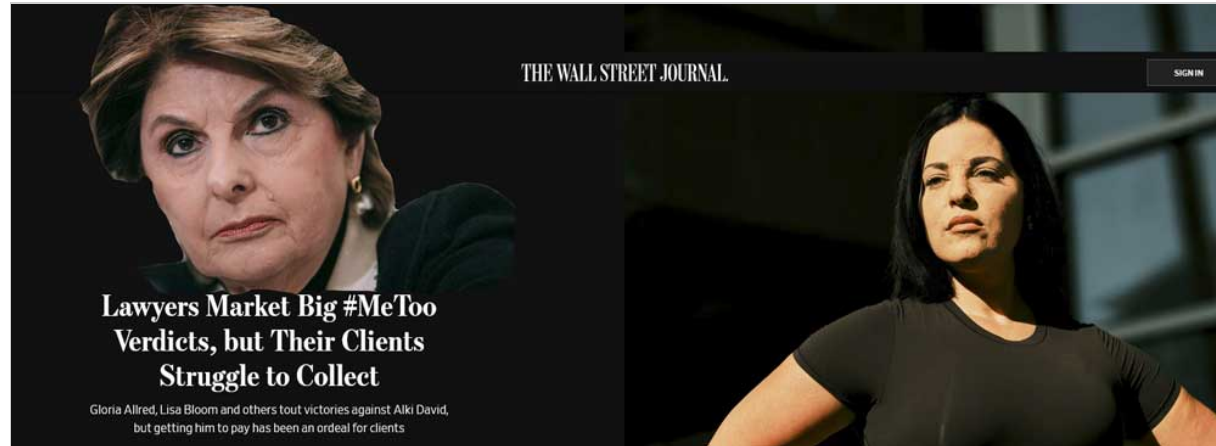 THE WALL STREET JOURNAL.
SIGN IN
Lawyers Market Big #MeToo
Verdicts, but Their Clients
Struggle to Collect
Gloria Allred, Lisa Bloom and others tout victories against Alki David,
but getting him to pay has been an ordeal for clients